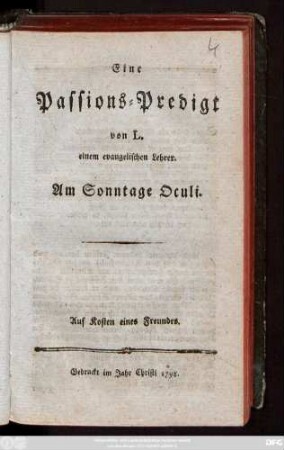 4
Eine
Passions-Predigt
von L.
einem evangelischen Lehrer.
Am Sonntage Oculi.
Auf Kosten eines Freundes.
Gedruckt im Jahr Christi 1792.